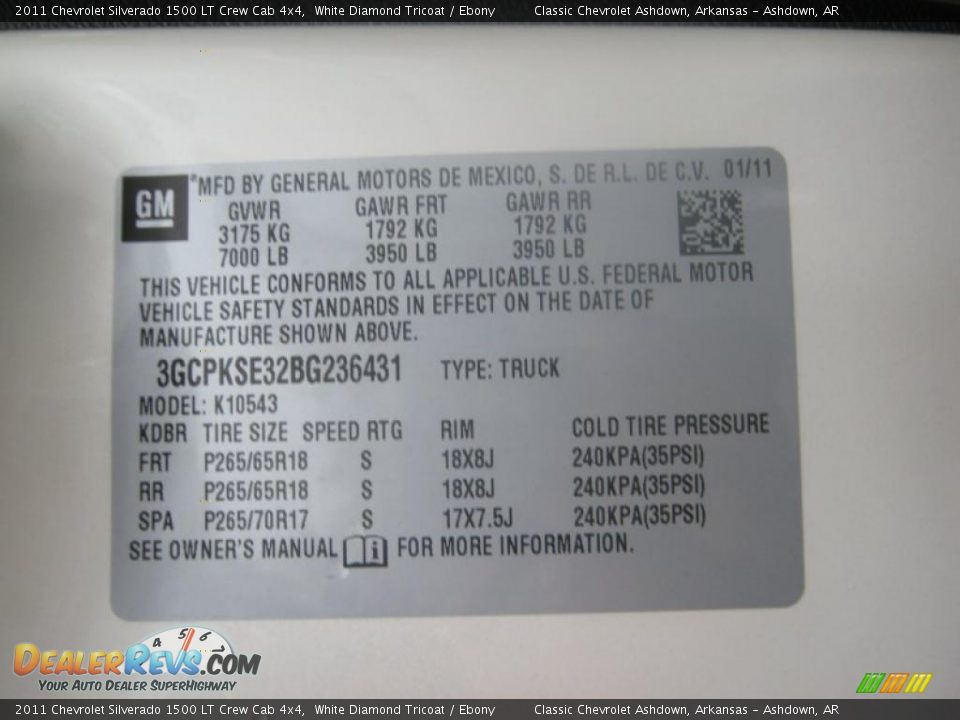 2011 Chevrolet Silverado 1500 LT Crew Cab 4x4, White Diamond Tricoat / Ebony Classic Chevrolet Ashdown, Arkansas - Ashdown, AR
GM
*MFD BY GENERAL MOTORS DE MEXICO, S. DE R.L. DE C.V. 01/11
GVWR GAWR FRT GAWR RR
3175 KG 1792 KG 1792 KG
7000 LB 3950 LB 3950 LB
THIS VEHICLE CONFORMS TO ALL APPLICABLE U.S. FEDERAL MOTOR
VEHICLE SAFETY STANDARDS IN EFFECT ON THE DATE OF
MANUFACTURE SHOWN ABOVE.
3GCPKSE32BG236431 TYPE: TRUCK
MODEL: K10543
KDBR TIRE SIZE SPEED RTG RIM COLD TIRE PRESSURE
FRT P265/65R18 S 18X8J 240KPA(35PSI)
RR P265/65R18 S 18X8J 240KPA(35PSI)
SPA P265/70R17 S 17X7.5J 240KPA(35PSI)
SEE OWNER'S MANUAL i FOR MORE INFORMATION.
4 5 6 7
DEALERREVS.COM
YOUR AUTO DEALER SUPERHIGHWAY
2011 Chevrolet Silverado 1500 LT Crew Cab 4x4, White Diamond Tricoat / Ebony Classic Chevrolet Ashdown, Arkansas - Ashdown, AR